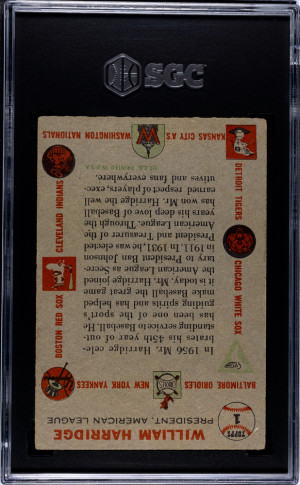 SGC
TOPPS
1
WILLIAM HARRIDGE
PRESIDENT, AMERICAN LEAGUE
BALTIMORE ORIOLES
NEW YORK YANKEES
BOSTON RED SOX
CLEVELAND INDIANS
WASHINGTON NATIONALS
KANSAS CITY A.S
DETROIT TIGERS
CHICAGO WHITE SOX
In 1956 Mr. Harridge cele-
brates his 45th year of out-
standing service to Baseball. He
has been one of the sport's
guiding spirits and has helped
make Baseball the great game
it is today. Mr. Harridge joined
the American League as Secre-
tary to President Ban Johnson
in 1911. In 1931, he was elected
President and Treasurer of the
American League. Through the
years his deep love of Baseball
has won Mr. Harridge the well
earned respect of players, exec-
utives and fans everywhere.